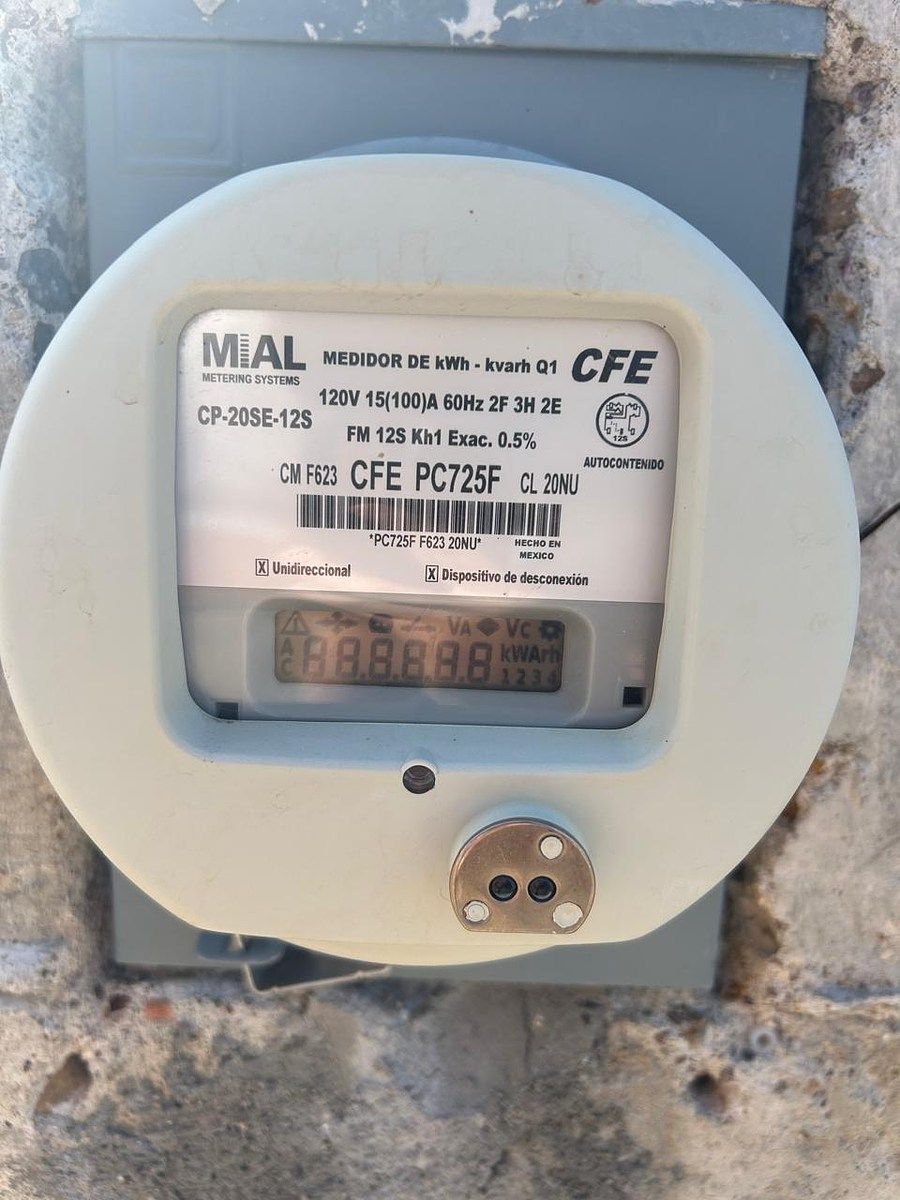 MIAL
METERING SYSTEMS
MEDIDOR DE kWh - kvarh Q1
CFE
CP-20SE-12S
120V 15(100)A 60Hz 2F 3H 2E
FM 12S Kh1 Exac. 0.5%
12S
AUTOCONTENIDO
CM F623 CFE PC725F CL 20NU
*PC725F F623 20NU*
HECHO EN
MEXICO
X Unidireccional
X Dispositivo de desconexión
VA VC
A 888888 kWArh
C 1 2 3 4